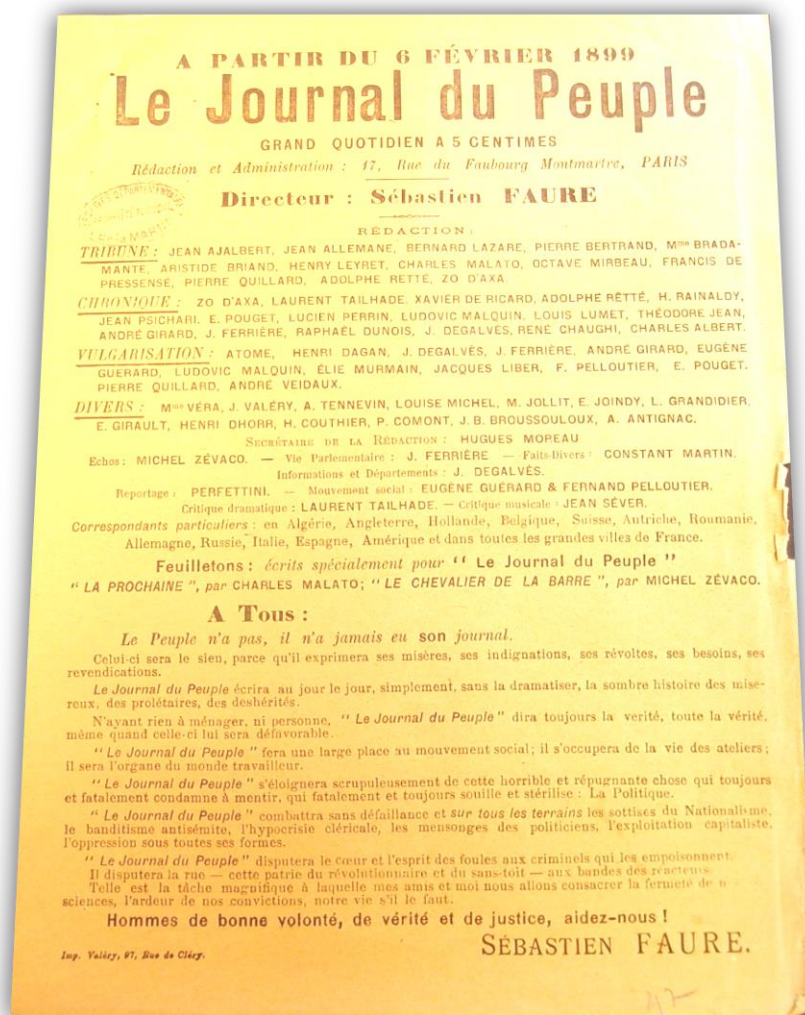 A PARTIR DU 6 FÉVRIER 1899
Le Journal du Peuple
GRAND QUOTIDIEN A 5 CENTIMES
Rédaction et Administration : 17, Rue du Faubourg Montmartre, PARIS
Directeur : Sébastien FAURE
RÉDACTION :
TRIBUNE : JEAN AJALBERT, JEAN ALLEMANE, BERNARD LAZARE, PIERRE BERTRAND, Mme BRADA-
MANTE, ARISTIDE BRIAND, HENRY LEYRET, CHARLES MALATO, OCTAVE MIRBEAU, FRANCIS DE
PRESSENSE, PIERRE QUILLARD, ADOLPHE RETTÉ, ZO D'AXA
CHRONIQUE : ZO D'AXA, LAURENT TAILHADE. XAVIER DE RICARD, ADOLPHE RÊTTÉ, H. RAINALDY,
JEAN PSICHARI. E. POUGET, LUCIEN PERRIN, LUDOVIC MALQUIN. LOUIS LUMET, THÉODORE JEAN,
ANDRÉ GIRARD, J. FERRIÈRE, RAPHAËL DUNOIS, J. DEGALVÈS, RENÉ CHAUGHI, CHARLES ALBERT.
VULGARISATION : ATOME, HENRI DAGAN, J. DEGALVÈS, J. FERRIÈRE, ANDRÉ GIRARD, EUGÈNE
GUERARD, LUDOVIC MALQUIN, ÉLIE MURMAIN, JACQUES LIBER, F. PELLOUTIER, E. POUGET.
PIERRE QUILLARD, ANDRÉ VEIDAUX.
DIVERS : Mme VÉRA, J. VALÉRY, A. TENNEVIN, LOUISE MICHEL, M. JOLLIT, E. JOINDY, L. GRANDIDIER,
E. GIRAULT, HENRI DHORR, H. COUTHIER, P. COMONT, J. B. BROUSSOULOUX, A. ANTIGNAC.
SECRÉTAIRE DE LA RÉDACTION : HUGUES MOREAU
Echos : MICHEL ZÉVACO. — Vie Parlementaire : J. FERRIÈRE — Faits-Divers : CONSTANT MARTIN.
Informations et Départements : J. DEGALVÈS.
Reportage : PERFETTINI. — Mouvement social : EUGÈNE GUÉRARD & FERNAND PELLOUTIER.
Critique dramatique : LAURENT TAILHADE. — Critique musicale : JEAN SÉVER.
Correspondants particuliers : en Algérie, Angleterre, Hollande, Belgique, Suisse, Autriche, Roumanie,
Allemagne, Russie, Italie, Espagne, Amérique et dans toutes les grandes villes de France.
Feuilletons : écrits spécialement pour “ Le Journal du Peuple ”
“ LA PROCHAINE ”, par CHARLES MALATO; “ LE CHEVALIER DE LA BARRE ”, par MICHEL ZÉVACO.
A Tous :
Le Peuple n'a pas, il n'a jamais eu son journal.
Celui-ci sera le sien, parce qu'il exprimera ses misères, ses indignations, ses révoltes, ses besoins, ses
revendications.
Le Journal du Peuple écrira au jour le jour, simplement, sans la dramatiser, la sombre histoire des misé-
reux, des prolétaires, des deshérités.
N'ayant rien à ménager, ni personne, “ Le Journal du Peuple ” dira toujours la verité, toute la vérité,
même quand celle-ci lui sera défavorable.
“ Le Journal du Peuple ” fera une large place au mouvement social ; il s'occupera de la vie des ateliers ;
il sera l'organe du monde travailleur.
“ Le Journal du Peuple ” s'éloignera scrupuleusement de cette horrible et répugnante chose qui toujours
et fatalement condamne à mentir, qui fatalement et toujours souille et stérilise : La Politique.
“ Le Journal du Peuple ” combattra sans défaillance et sur tous les terrains les sottises du Nationalisme,
le banditisme antisémite, l'hypocrisie cléricale, les mensonges des politiciens, l'exploitation capitaliste,
l'oppression sous toutes ses formes.
“ Le Journal du Peuple ” disputera le cœur et l'esprit des foules aux criminels qui les empoisonnent.
Il disputera la rue — cette patrie du révolutionnaire et du sans-toit — aux bandes des reacteurs.
Telle est la tâche magnifique à laquelle mes amis et moi nous allons consacrer la fermeté de
sciences, l'ardeur de nos convictions, notre vie s'il le faut.
Hommes de bonne volonté, de vérité et de justice, aidez-nous !
SÉBASTIEN FAURE.
Imp. Valéry, 97, Rue de Cléry.
47